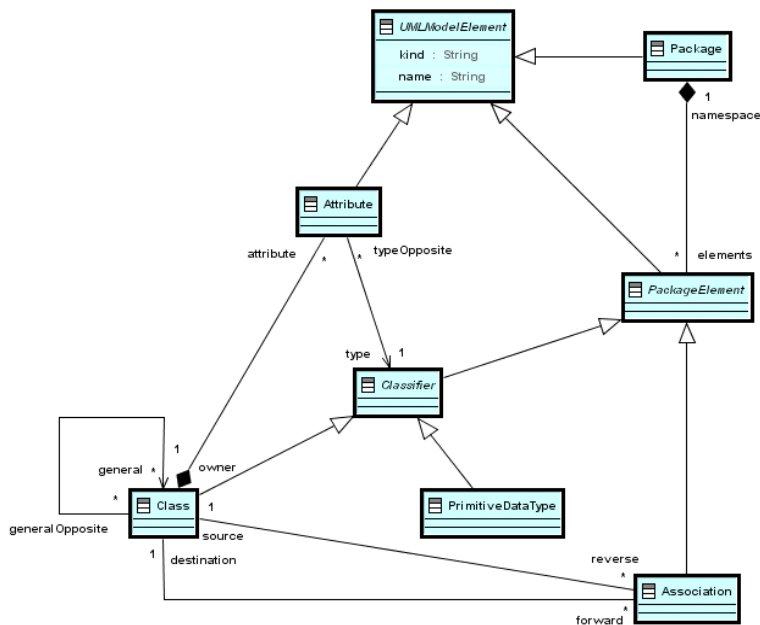 UMLModelElement
kind : String
name : String
Package
1
namespace
Attribute
attribute
*
*
typeOpposite
*
elements
PackageElement
type
1
Classifier
1
general
*
owner
*
Class
1
PrimitiveDataType
generalOpposite
source
1
destination
reverse
*
Association
forward
*